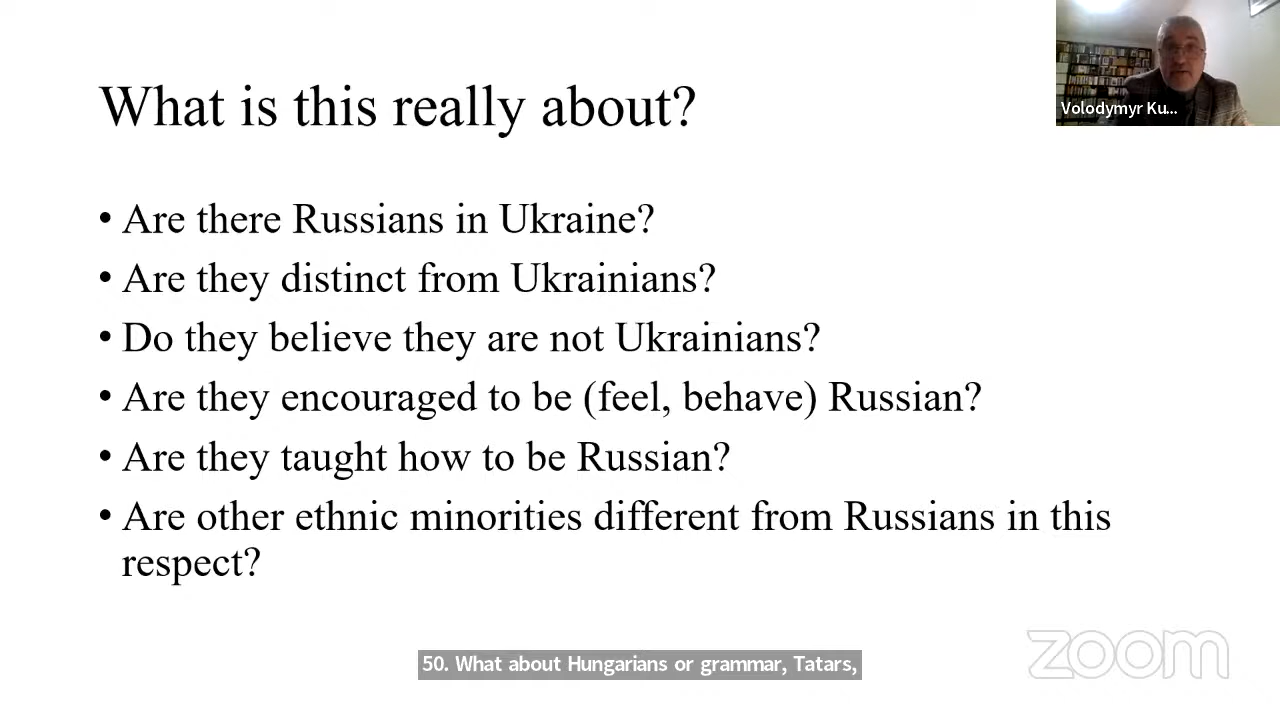 What is this really about?
Volodymyr Ku...
• Are there Russians in Ukraine?
• Are they distinct from Ukrainians?
• Do they believe they are not Ukrainians?
• Are they encouraged to be (feel, behave) Russian?
• Are they taught how to be Russian?
• Are other ethnic minorities different from Russians in this
respect?
50. What about Hungarians or grammar, Tatars,
zoom